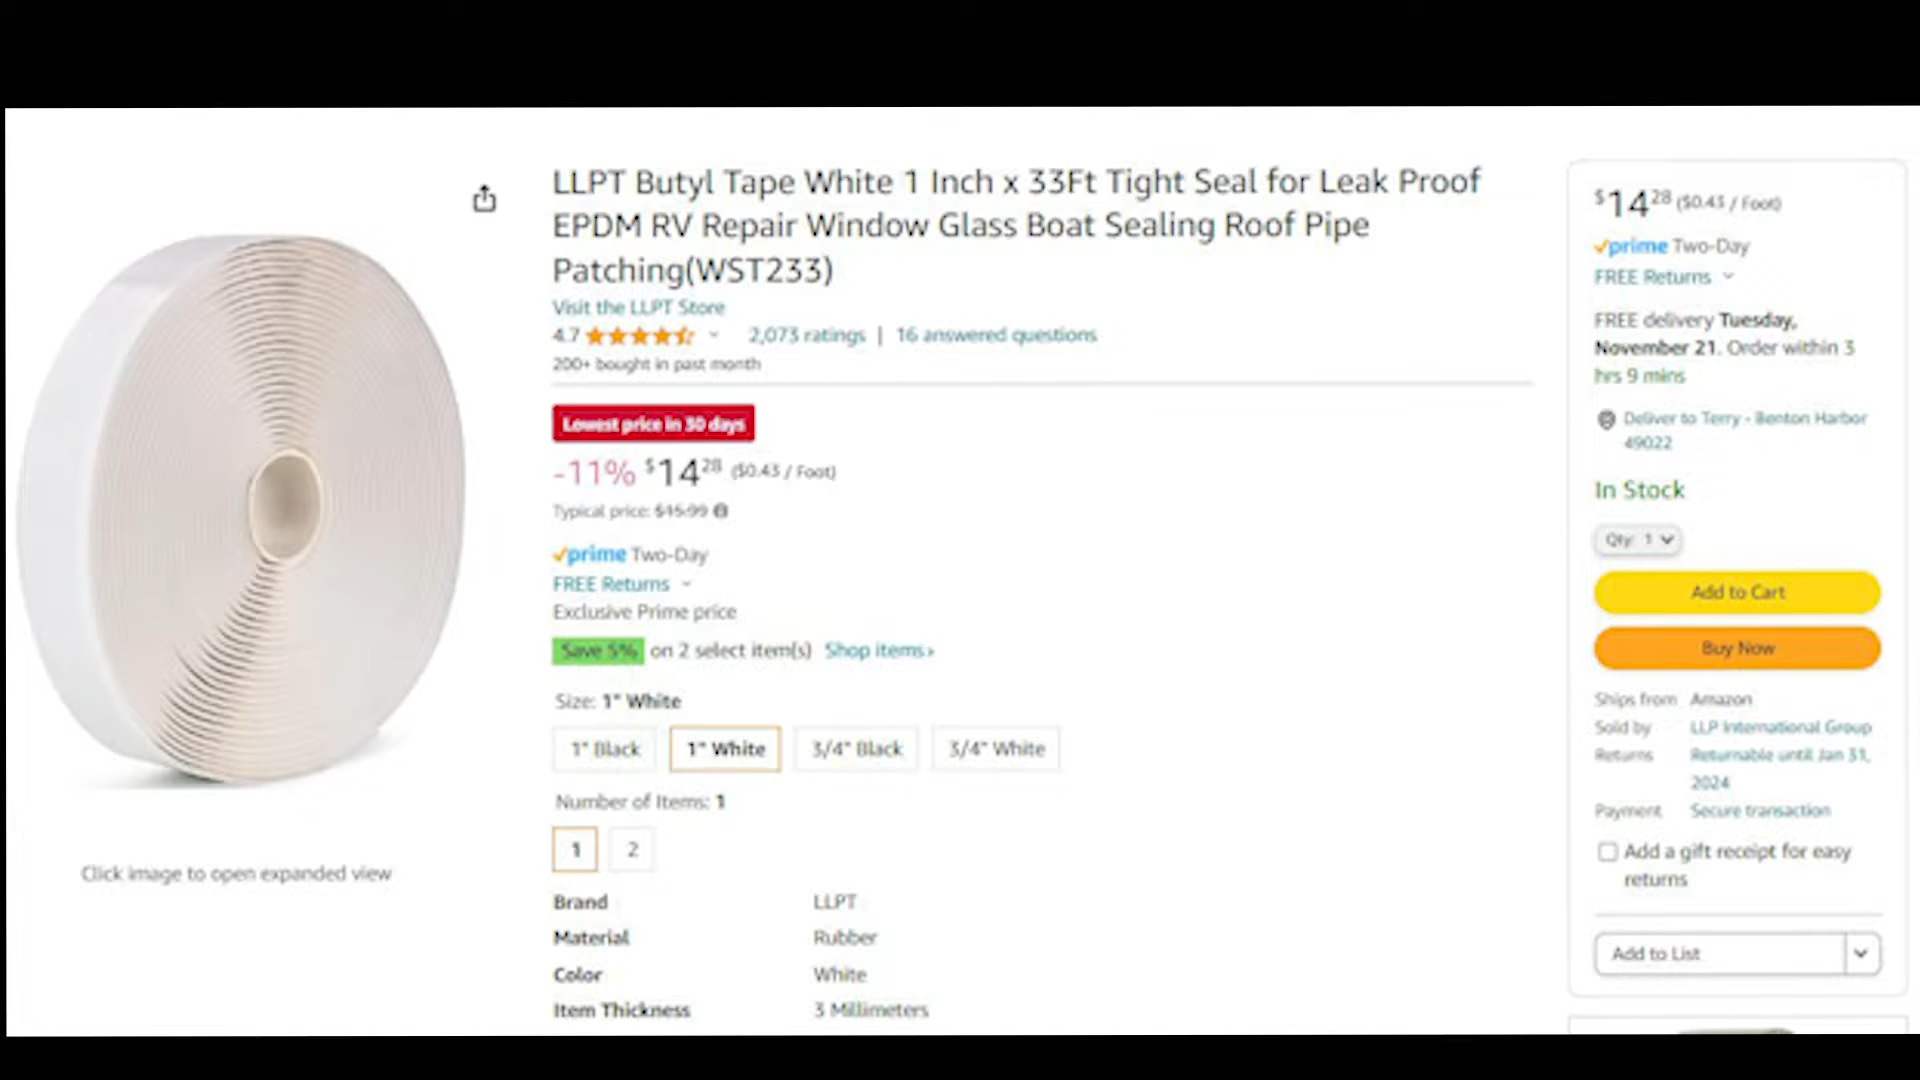 LLPT Butyl Tape White 1 Inch x 33Ft Tight Seal for Leak Proof
EPDM RV Repair Window Glass Boat Sealing Roof Pipe
Patching(WST233)
Visit the LLPT Store
4.7 2,073 ratings | 16 answered questions
200+ bought in past month
Lowest price in 30 days
-11% $14 28 ($0.43 / Foot)
Typical price: $15.99
prime Two-Day
FREE Returns
Exclusive Prime price
Save 5% on 2 select item(s) Shop items›
Size: 1" White
1" Black
1" White
3/4" Black
3/4" White
Number of Items: 1
1
2
Brand LLPT
Material Rubber
Color White
Item Thickness 3 Millimeters
Click image to open expanded view
$14 28 ($0.43 / Foot)
prime Two-Day
FREE Returns
FREE delivery Tuesday,
November 21. Order within 3
hrs 9 mins
Deliver to Terry - Benton Harbor
49022
In Stock
Qty: 1
Add to Cart
Buy Now
Ships from Amazon
Sold by LLP International Group
Returns Returnable until Jan 31,
2024
Payment Secure transaction
Add a gift receipt for easy
returns
Add to List